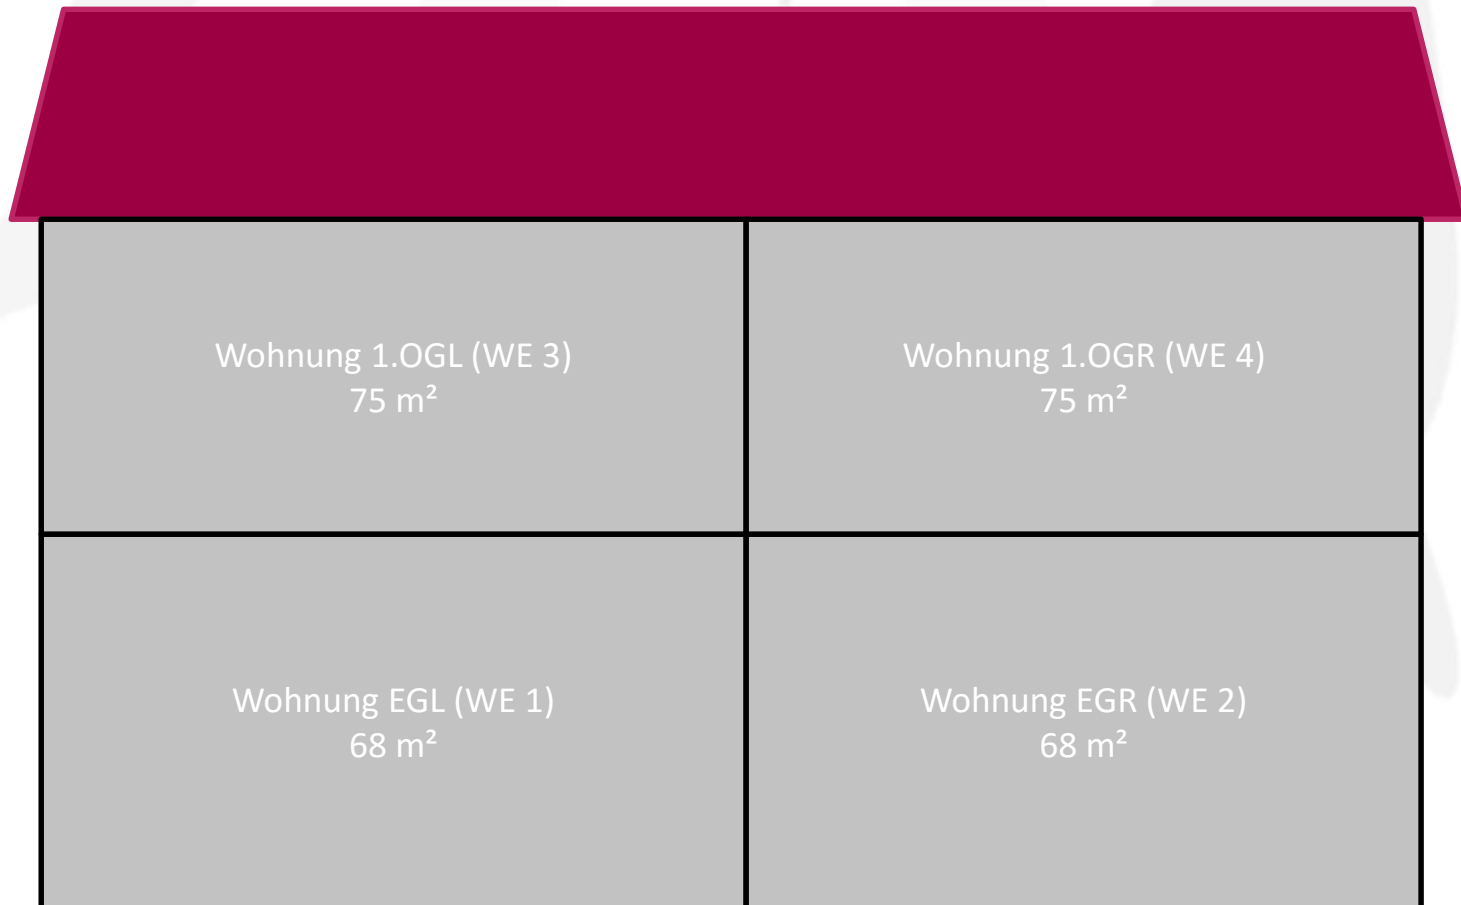 Wohnung 1.OGL (WE 3)
75 m²
Wohnung 1.OGR (WE 4)
75 m²
Wohnung EGL (WE 1)
68 m²
Wohnung EGR (WE 2)
68 m²